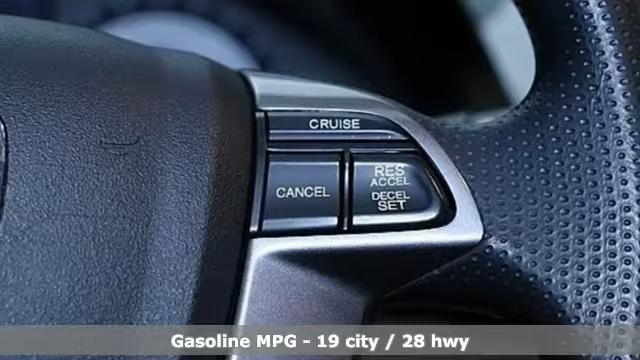 CRUISE
CANCEL
RES
ACCEL
DECEL
SET
Gasoline MPG - 19 city / 28 hwy